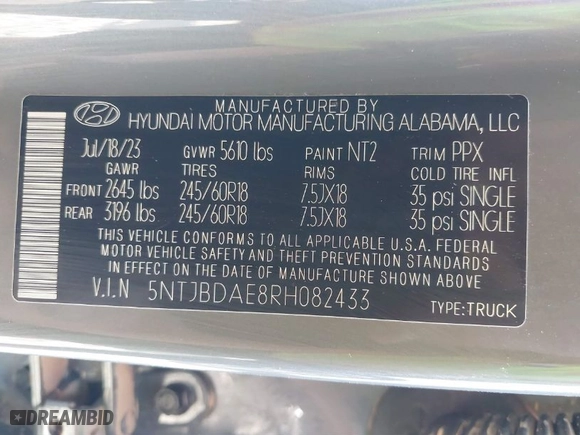 MANUFACTURED BY
HYUNDAI MOTOR MANUFACTURING ALABAMA, LLC
Jul/18/23 GVWR 5610 lbs PAINT NT2 TRIM PPX
GAWR TIRES RIMS COLD TIRE INFL
FRONT 2645 lbs 245/60R18 7.5JX18 35 psi SINGLE
REAR 3196 lbs 245/60R18 7.5JX18 35 psi SINGLE
THIS VEHICLE CONFORMS TO ALL APPLICABLE U.S.A. FEDERAL
MOTOR VEHICLE SAFETY AND THEFT PREVENTION STANDARDS
IN EFFECT ON THE DATE OF MANUFACTURE SHOWN ABOVE.
V.I.N 5NTJBDAE8RH082433 TYPE:TRUCK
DREAMBID